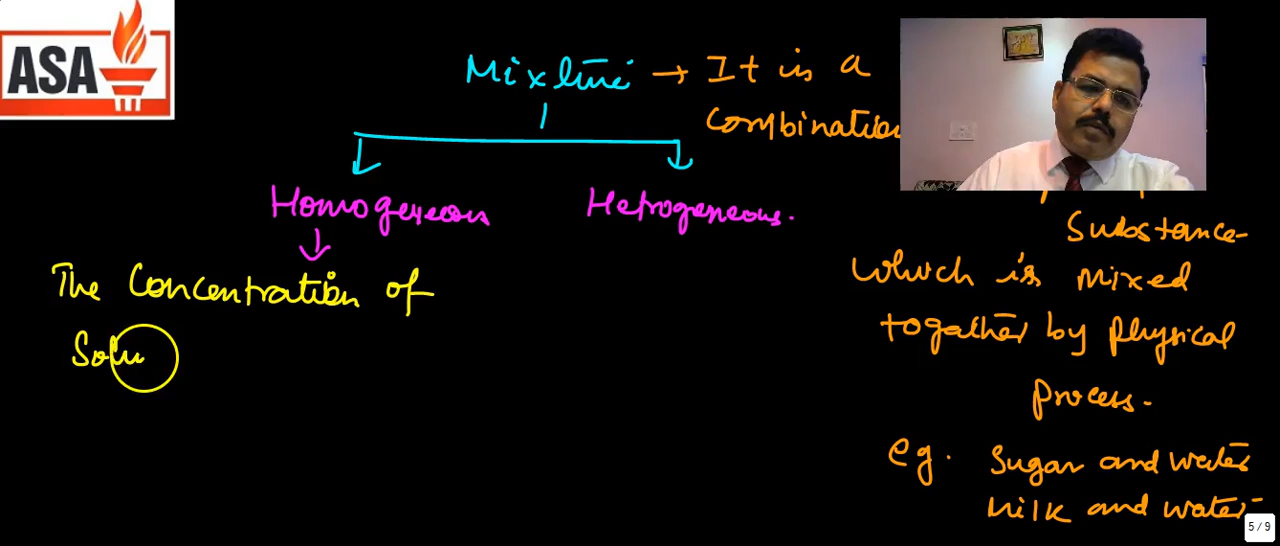 ASA
Mixture → It is a
combination
Homogeneous Hetrogeneous.
Substance
The Concentration of
which is mixed
together by physical
Solu
process.
eg. Sugar and water
Milk and water
5/9